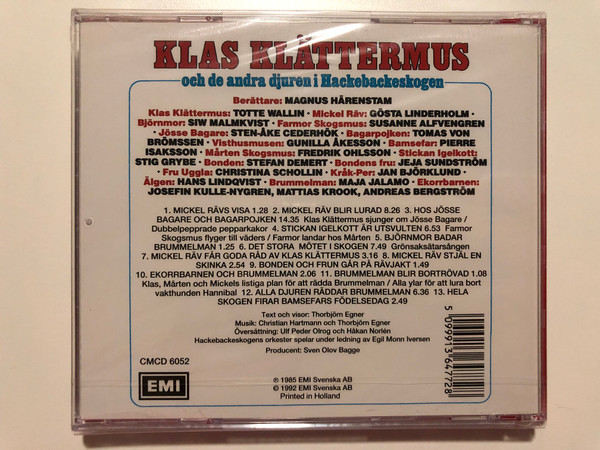 KLAS KLÄTTERMUS
och de andra djuren i Hackebackeskogen
Berättare: MAGNUS HÄRENSTAM
Klas Klättermus: TOTTE WALLIN · Mickel Räv: GÖSTA LINDERHOLM ·
Björnmor: SIW MALMKVIST · Farmor Skogsmus: SUSANNE ALFVENGREN
· Jösse Bagare: STEN-ÅKE CEDERHÖK · Bagarpojken: TOMAS VON
BRÖMSSEN · Visthusmusen: GUNILLA ÅKESSON · Bamsefar: PIERRE
ISAKSSON · Mårten Skogsmus: FREDRIK OHLSSON · Stickan Igelkott:
STIG GRYBE · Bonden: STEFAN DEMERT · Bondens fru: JEJA SUNDSTRÖM
· Fru Uggla: CHRISTINA SCHOLLIN · Kråk-Per: JAN BJÖRKLUND ·
Älgen: HANS LINDQVIST · Brummelman: MAJA JALAMO · Ekorrbarnen:
JOSEFIN KULLE-NYGREN, MATTIAS KROOK, ANDREAS BERGSTRÖM
1. MICKEL RÄVS VISA 1.28 2. MICKEL RÄV BLIR LURAD 8.26 3. HOS JÖSSE
BAGARE OCH BAGARPOJKEN 14.35 Klas Klättermus sjunger om Jösse Bagare /
Dubbelpepprade pepparkakor 4. STICKAN IGELKOTT ÄR UTSVULTEN 6.53 Farmor
Skogsmus flyger till väders / Farmor landar hos Mårten 5. BJÖRNMOR BADAR
BRUMMELMAN 1.25 6. DET STORA MÖTET I SKOGEN 7.49 Grönsaksätarsången
7. MICKEL RÄV FÅR GODA RÅD AV KLAS KLÄTTERMUS 3.16 8. MICKEL RÄV STJÄL EN
SKINKA 2.54 9. BONDEN OCH FRUN GÅR PÅ RÄVJAKT 1.49
10. EKORRBARNEN OCH BRUMMELMAN 2.06 11. BRUMMELMAN BLIR BORTRÖVAD 1.08
Klas, Mårten och Mickels listiga plan för att rädda Brummelman / Alla ylar för att lura bort
vakthunden Hannibal 12. ALLA DJUREN RÄDDAR BRUMMELMAN 6.36 13. HELA
SKOGEN FIRAR BAMSEFARS FÖDELSEDAG 2.49
Text och visor: Thorbjörn Egner
Musik: Christian Hartmann och Thorbjörn Egner
Översättning: Ulf Peder Olrog och Håkan Norlén
Hackebackeskogens orkester spelar under ledning av Egil Monn Iversen
Producent: Sven Olov Bagge
CMCD 6052
EMI
℗ 1985 EMI Svenska AB
© 1992 EMI Svenska AB
Printed in Holland
5 099913 647728